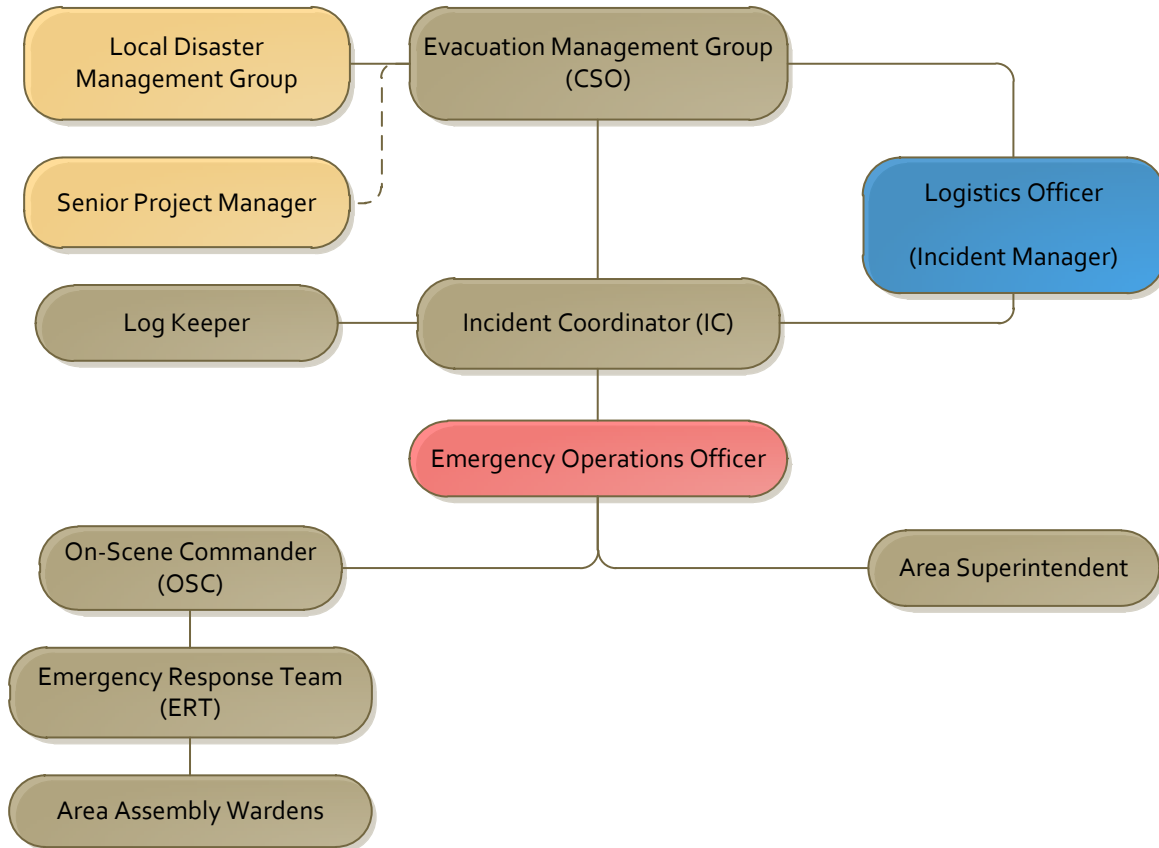 Local Disaster
Management Group
Evacuation Management Group
(CSO)
Senior Project Manager
Logistics Officer
(Incident Manager)
Log Keeper
Incident Coordinator (IC)
Emergency Operations Officer
On-Scene Commander
(OSC)
Area Superintendent
Emergency Response Team
(ERT)
Area Assembly Wardens